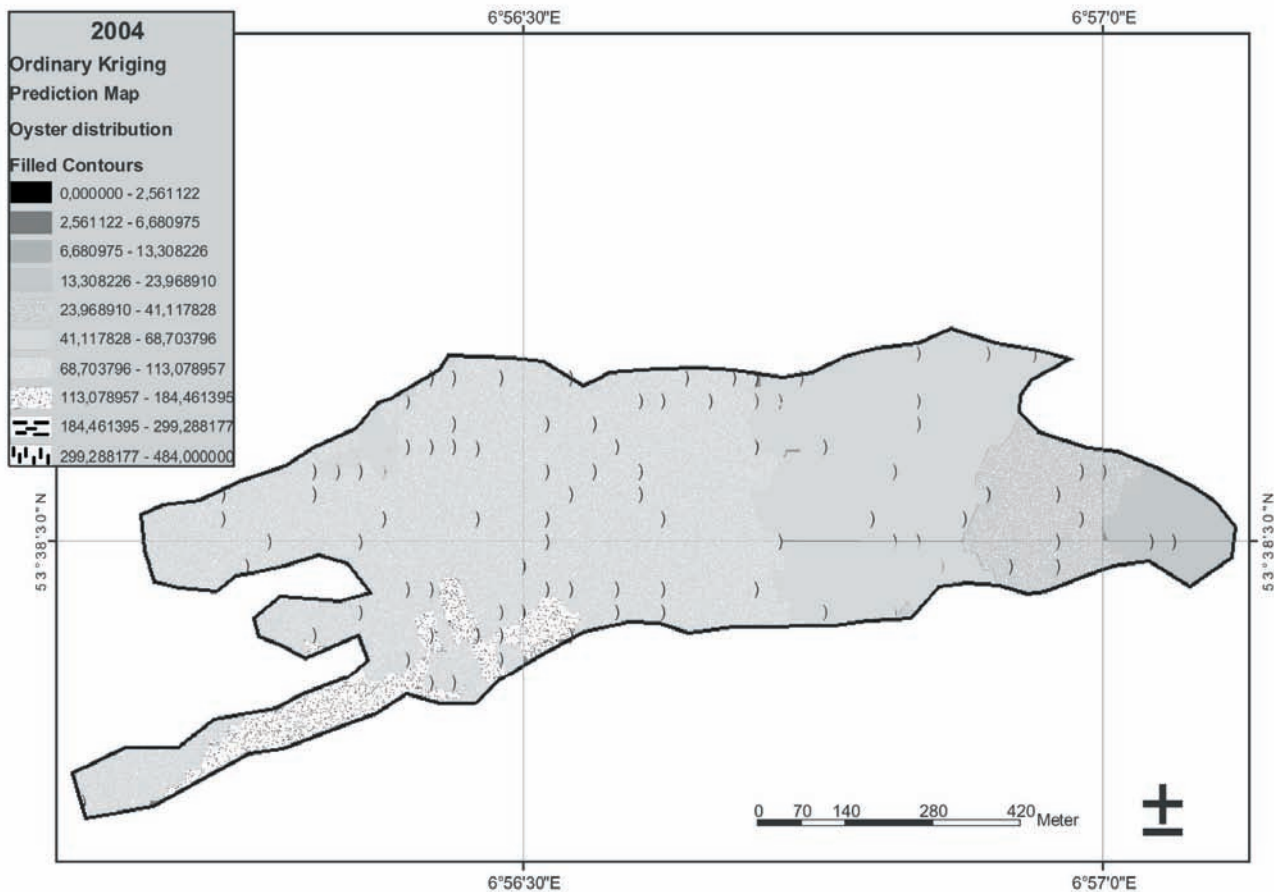 6°56'30"E
6°57'0"E
2004
Ordinary Kriging
Prediction Map
Oyster distribution
Filled Contours
0,000000 - 2,561122
2,561122 - 6,680975
6,680975 - 13,308226
13,308226 - 23,968910
23,968910 - 41,117828
41,117828 - 68,703796
68,703796 - 113,078957
113,078957 - 184,461395
184,461395 - 299,288177
299,288177 - 484,000000
53°38'30"N
53°38'30"N
0 70 140 280 420
Meter
6°56'30"E
6°57'0"E